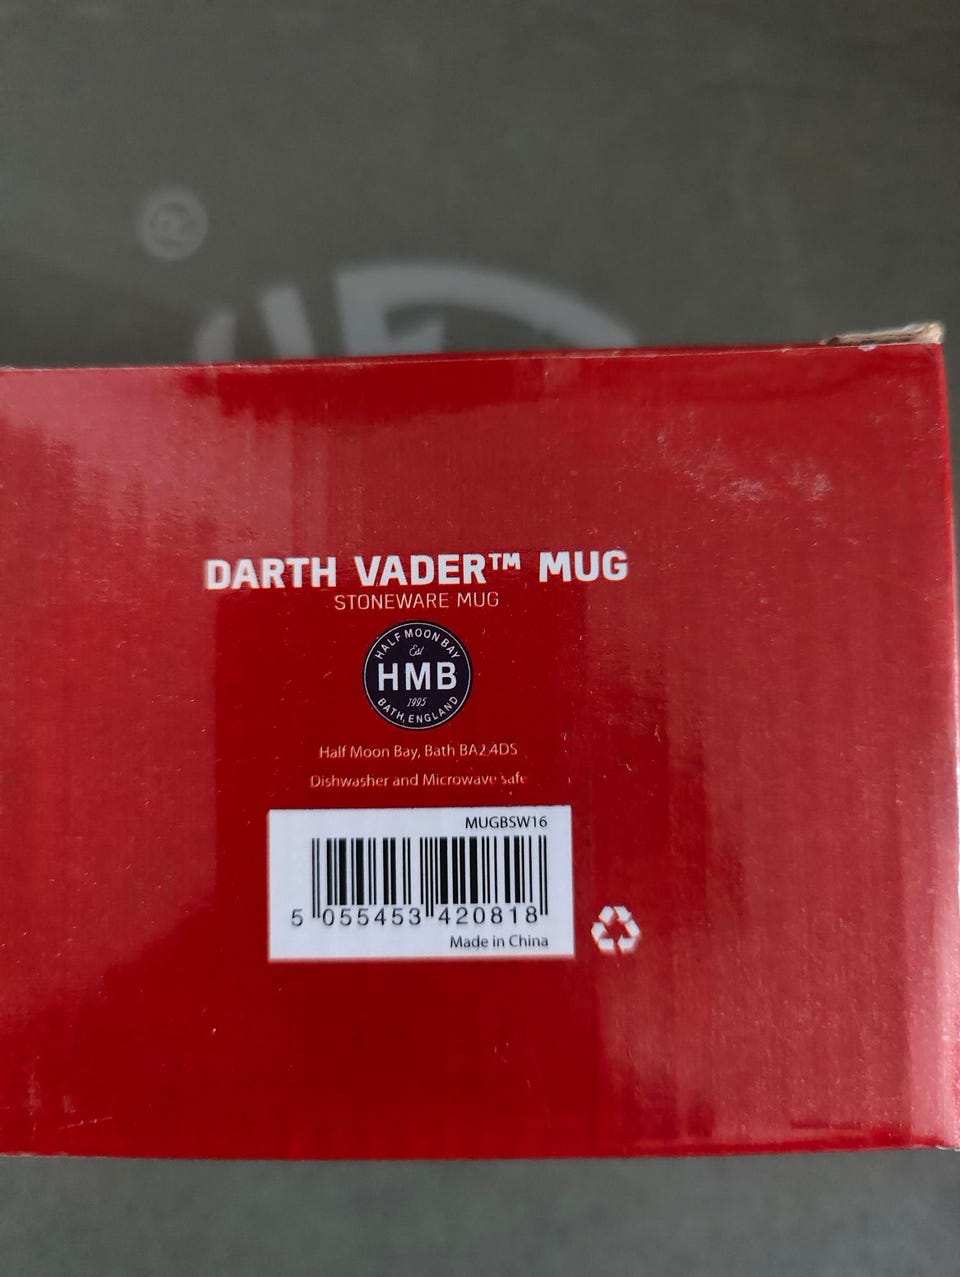 ®
DARTH VADER™ MUG
STONEWARE MUG
HALF MOON BAY
Est
HMB
1995
BATH, ENGLAND
Half Moon Bay, Bath BA2 4DS
Dishwasher and Microwave Safe
MUGBSW16
5 055453 420818
Made in China